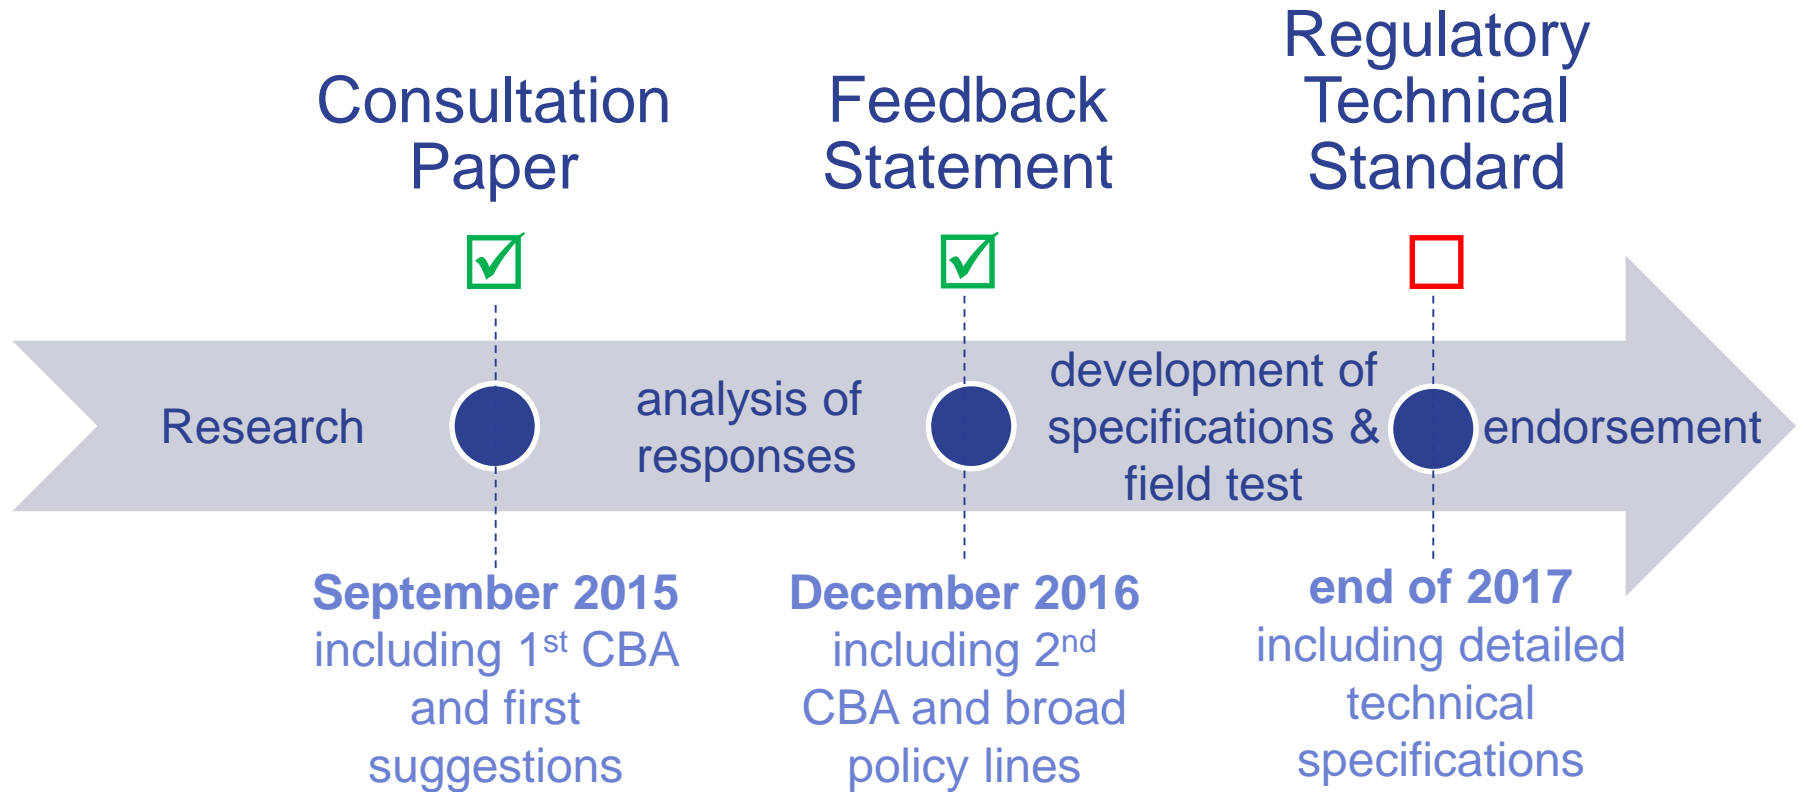 Consultation
Paper
Feedback
Statement
Regulatory
Technical
Standard
Research
analysis of
responses
development of
specifications &
field test
endorsement
September 2015
including 1st CBA
and first
suggestions
December 2016
including 2nd
CBA and broad
policy lines
end of 2017
including detailed
technical
specifications